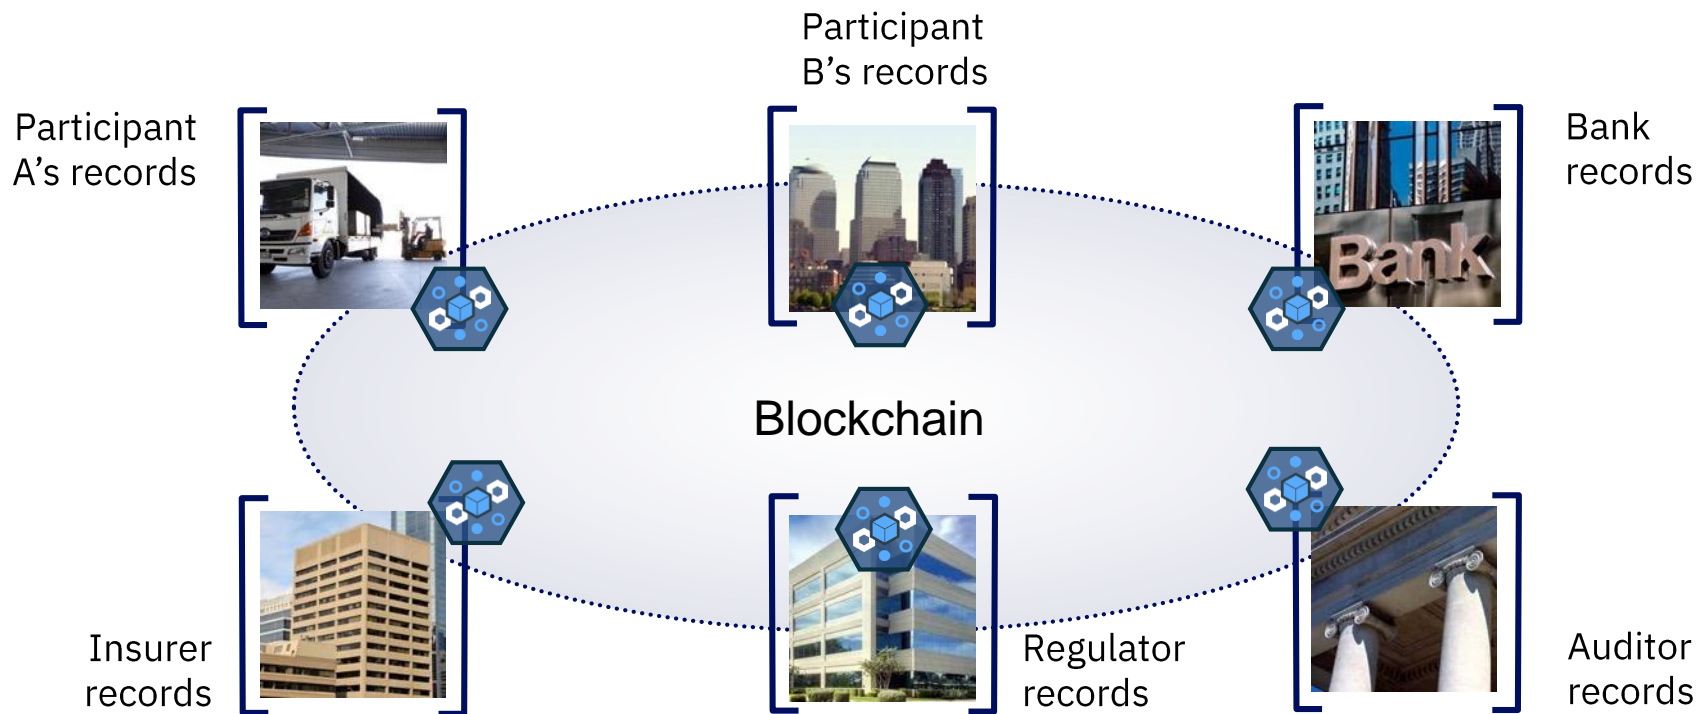 Participant
B’s records
Participant
A’s records
Bank
records
Bank
Blockchain
Insurer
records
Regulator
records
Auditor
records